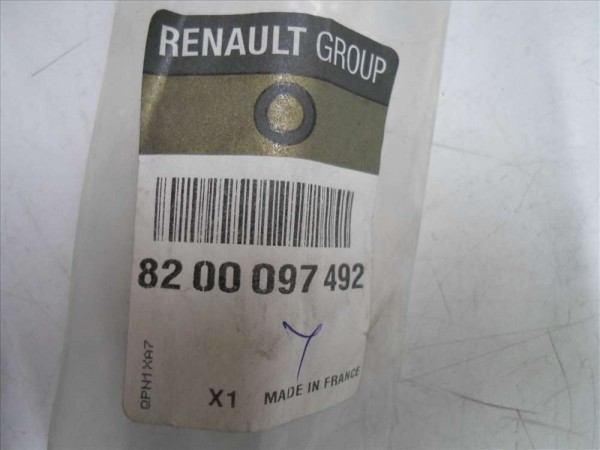 RENAULT GROUP
82 00 097 492
QPN1XA7
X1 MADE IN FRANCE